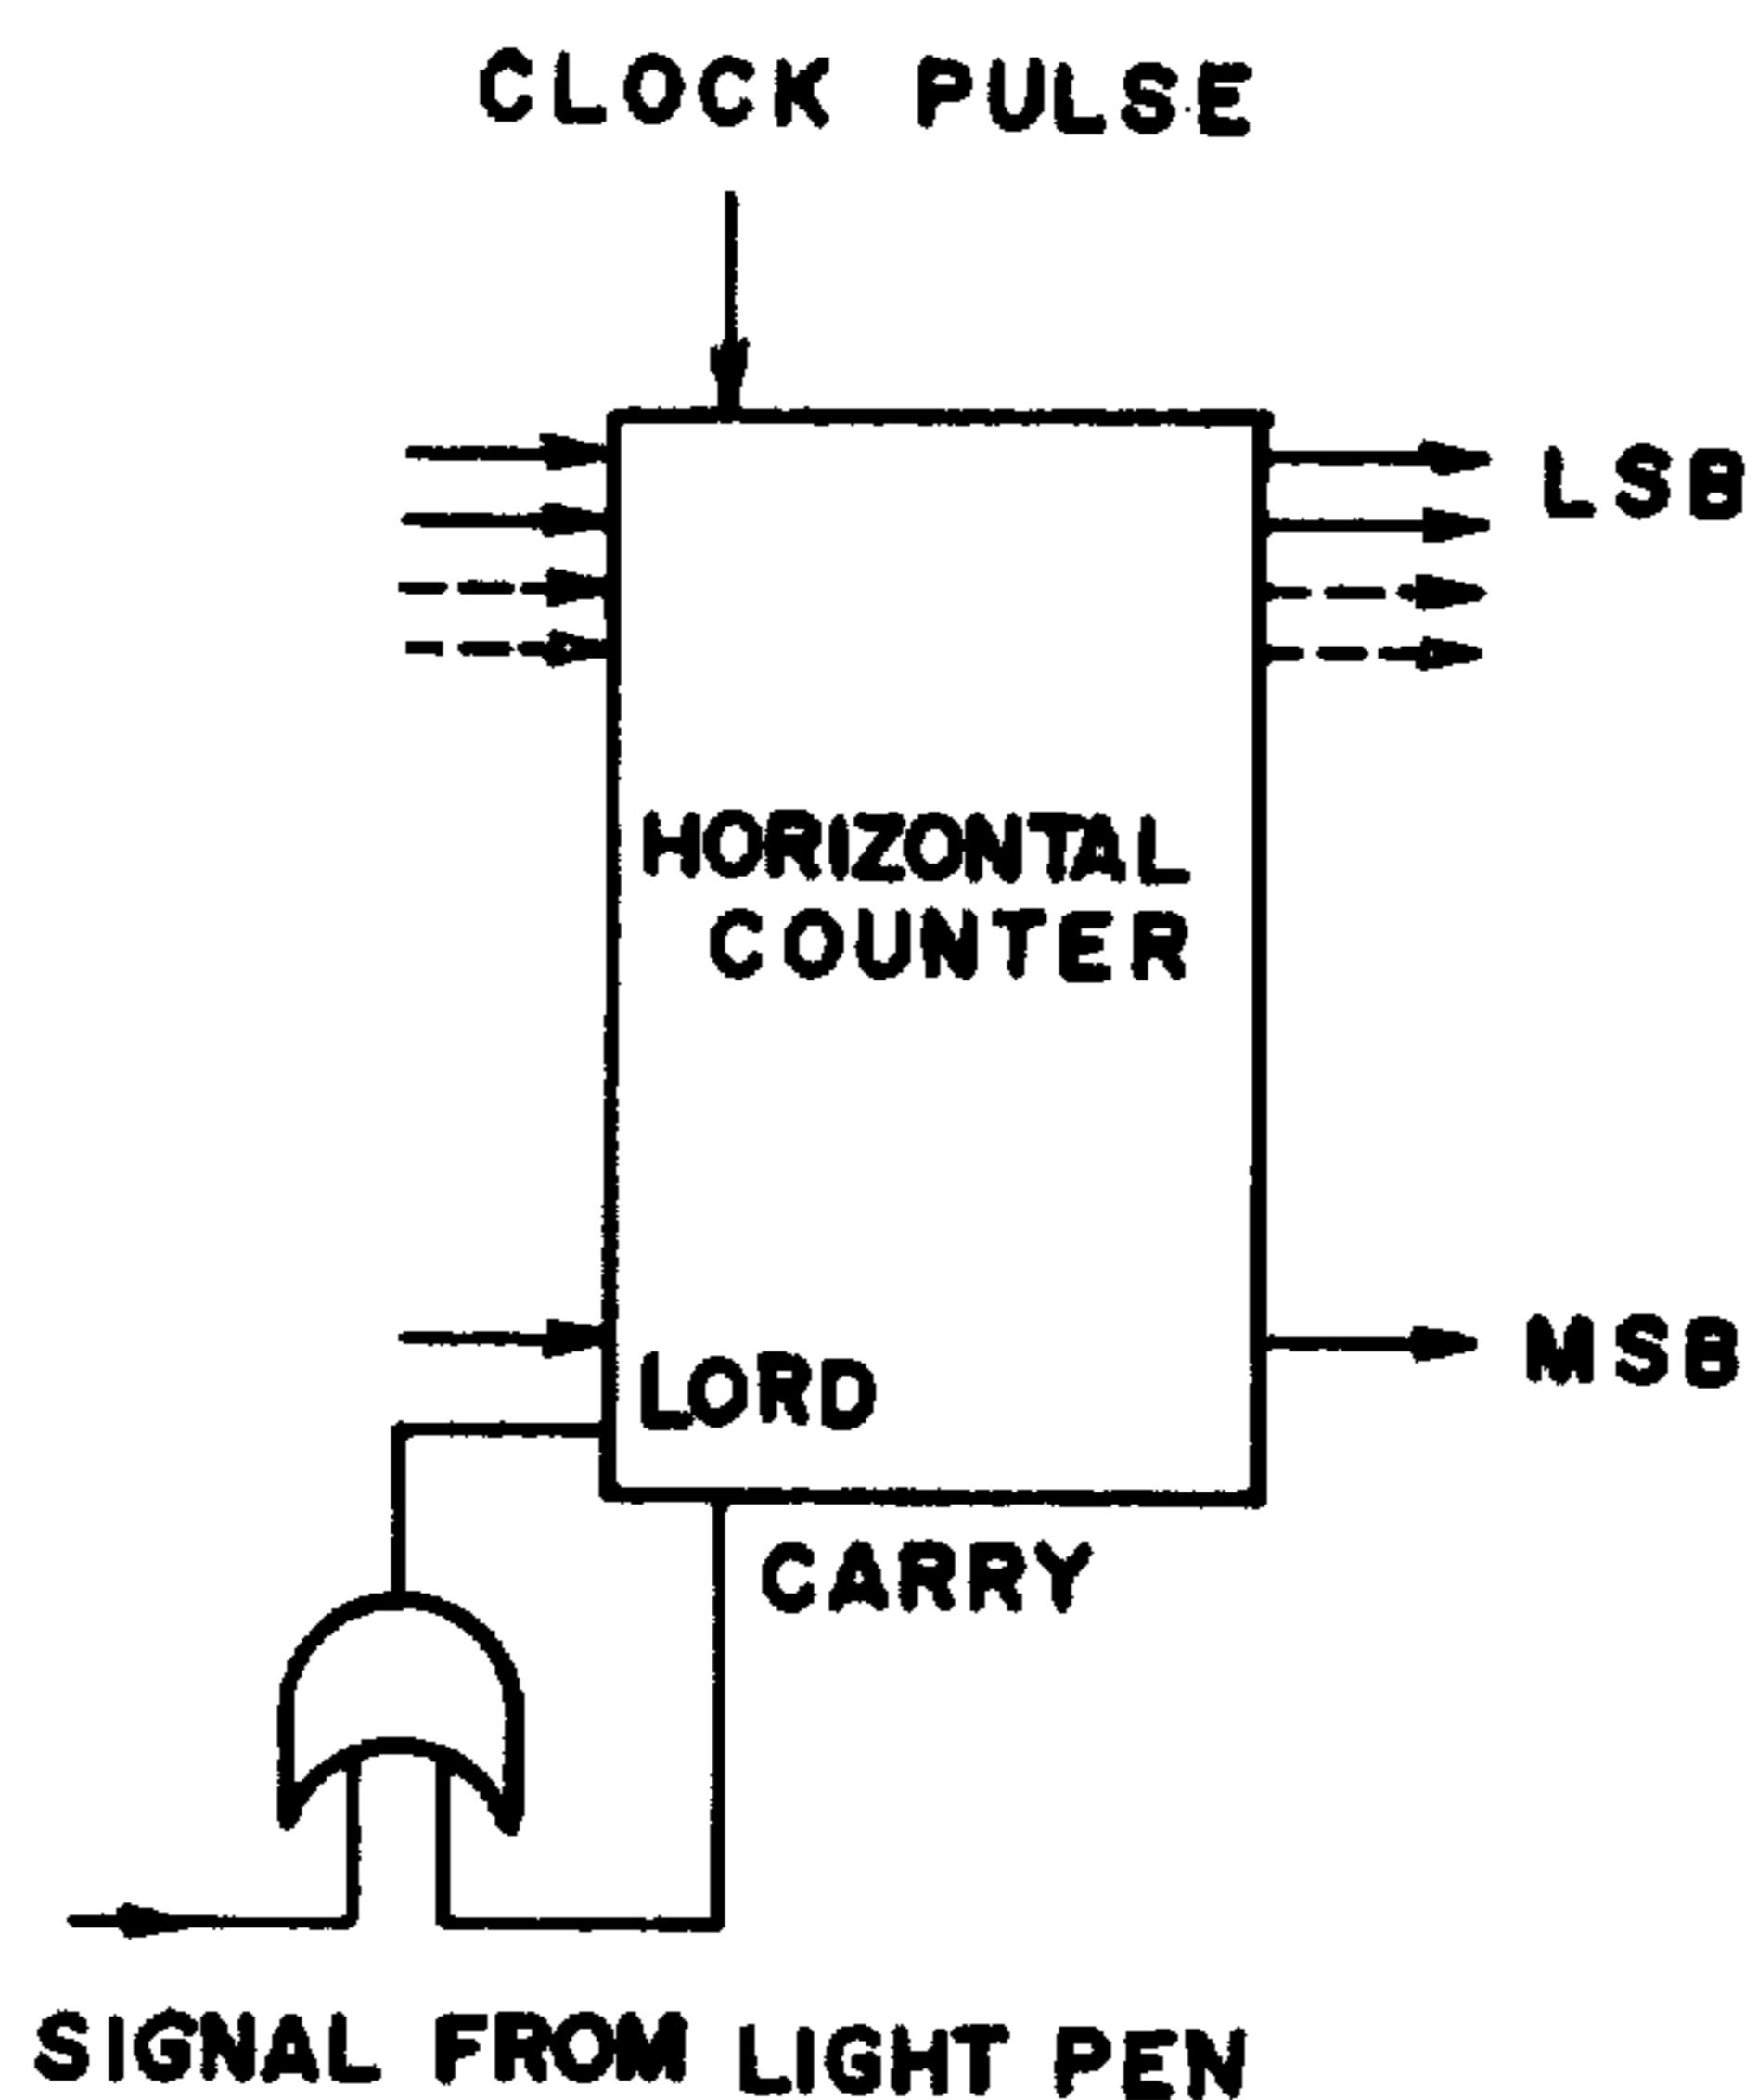 CLOCK PULSE
LSB
HORIZONTAL
COUNTER
LORD
MSB
CARRY
SIGNAL FROM LIGHT PEN